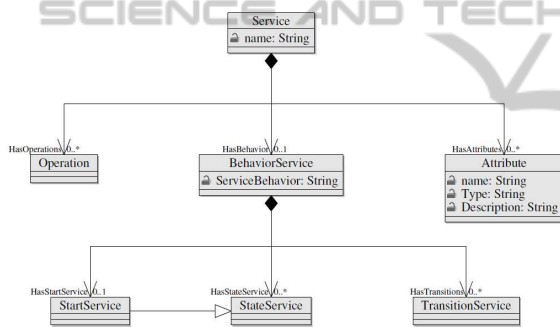 SCIENCE AND TECH
Service
name: String
HasOperations 0..*
HasBehavior 0..1
HasAttributes 0..*
Operation
BehaviorService
Attribute
ServiceBehavior: String
name: String
Type: String
Description: String
HasStartService 0..1
HasStateService 0..*
HasTransitions 0..*
StartService
StateService
TransitionService